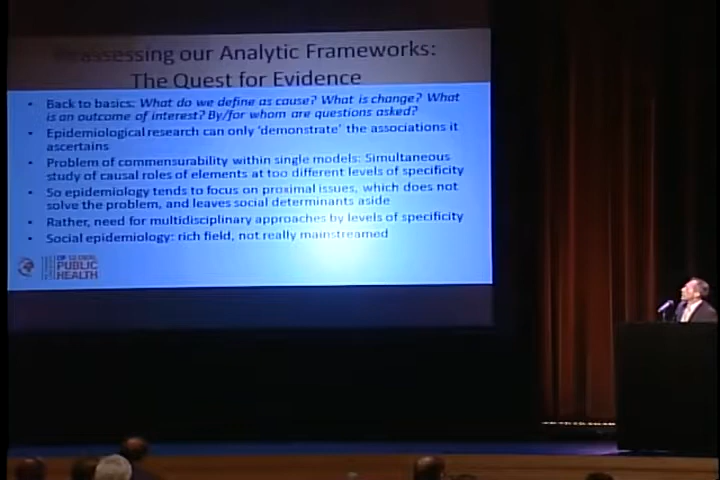 assessing our Analytic Frameworks:
The Quest for Evidence
• Back to basics: What do we define as cause? What is change? What
is an outcome of interest? By/for whom are questions asked?
• Epidemiological research can only 'demonstrate' the associations it
ascertains
• Problem of commensurability within single models: Simultaneous
study of causal roles of elements at too different levels of specificity
• So epidemiology tends to focus on proximal issues, which does not
solve the problem, and leaves social determinants aside
• Rather, need for multidisciplinary approaches by levels of specificity
• Social epidemiology: rich field, not really mainstreamed
OF GLOBAL
PUBLIC
HEALTH